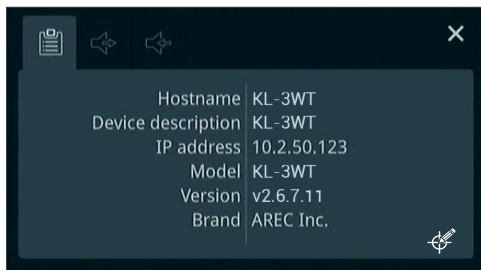 Hostname KL-3WT
Device description KL-3WT
IP address 10.2.50.123
Model KL-3WT
Version v2.6.7.11
Brand AREC Inc.